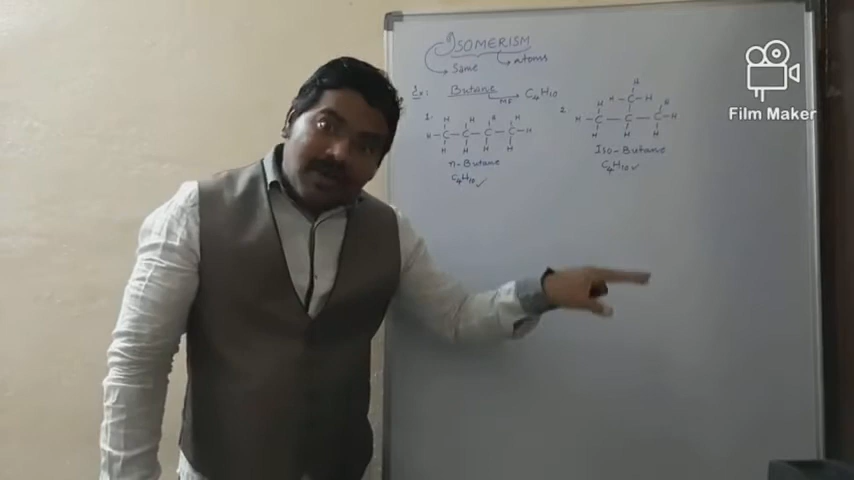 ISOMERISM
Same
atoms
Ex: Butane C4H10
MF
1.
H H H H
H C C C C H
H H H H
n-Butane
C4H10 ✓
2.
H
H C H
H H
H C C C H
H H H
Iso-Butane
C4H10 ✓
Film Maker